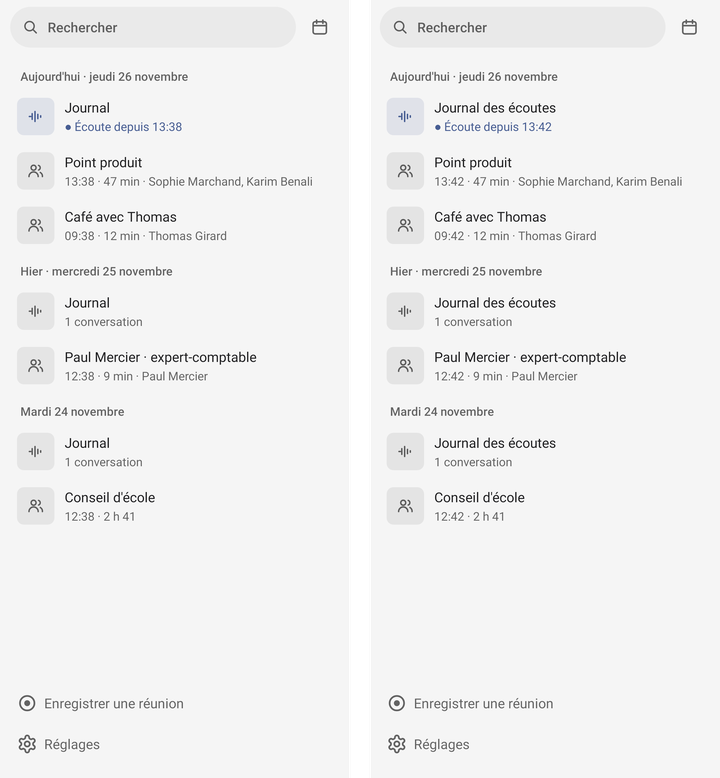 Rechercher
Aujourd'hui · jeudi 26 novembre
Journal
● Écoute depuis 13:38
Point produit
13:38 · 47 min · Sophie Marchand, Karim Benali
Café avec Thomas
09:38 · 12 min · Thomas Girard
Hier · mercredi 25 novembre
Journal
1 conversation
Paul Mercier · expert-comptable
12:38 · 9 min · Paul Mercier
Mardi 24 novembre
Journal
1 conversation
Conseil d'école
12:38 · 2 h 41
Enregistrer une réunion
Réglages
Rechercher
Aujourd'hui · jeudi 26 novembre
Journal des écoutes
● Écoute depuis 13:42
Point produit
13:42 · 47 min · Sophie Marchand, Karim Benali
Café avec Thomas
09:42 · 12 min · Thomas Girard
Hier · mercredi 25 novembre
Journal des écoutes
1 conversation
Paul Mercier · expert-comptable
12:42 · 9 min · Paul Mercier
Mardi 24 novembre
Journal des écoutes
1 conversation
Conseil d'école
12:42 · 2 h 41
Enregistrer une réunion
Réglages